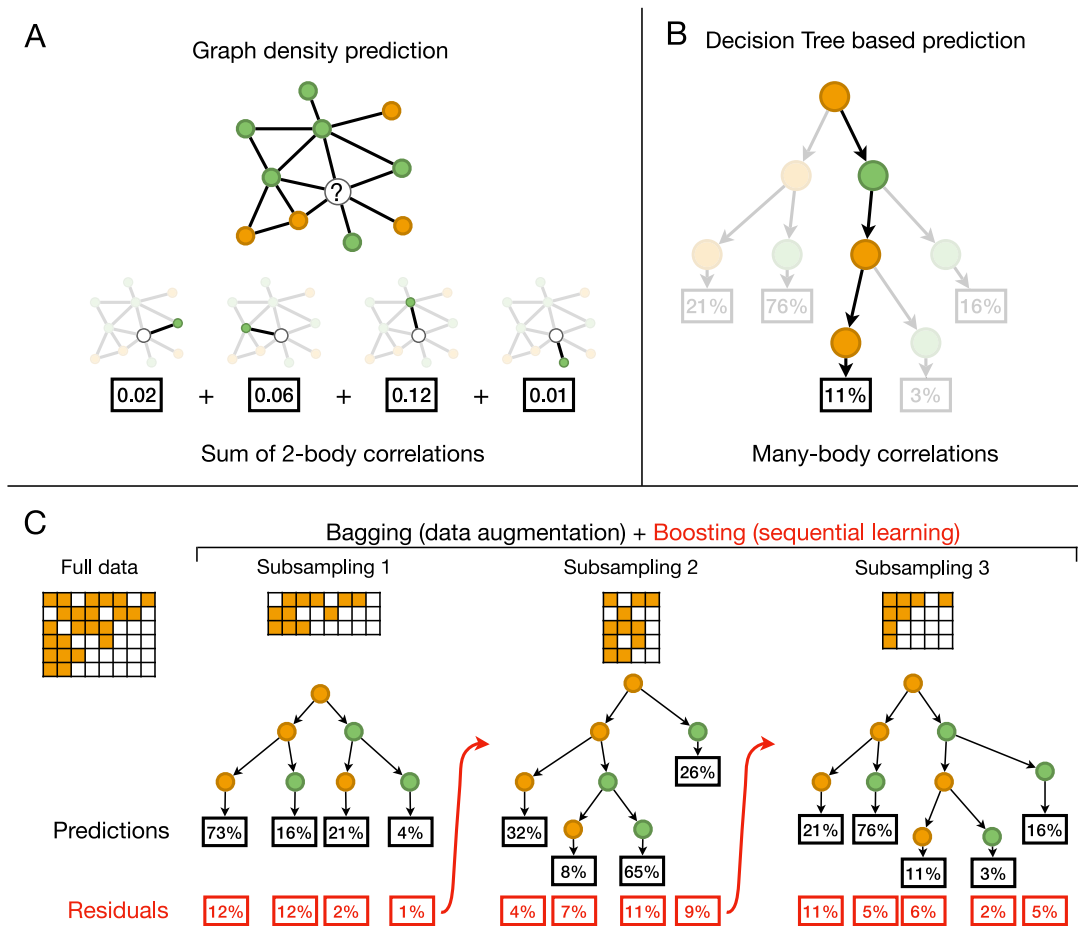 A
Graph density prediction
?
0.02 + 0.06 + 0.12 + 0.01
Sum of 2-body correlations
B
Decision Tree based prediction
21% 76% 16%
11% 3%
Many-body correlations
C
Bagging (data augmentation) + Boosting (sequential learning)
Full data
Subsampling 1
Subsampling 2
Subsampling 3
Predictions
73% 16% 21% 4%
26%
32%
8% 65%
21% 76% 16%
11% 3%
Residuals
12% 12% 2% 1%
4% 7% 11% 9%
11% 5% 6% 2% 5%